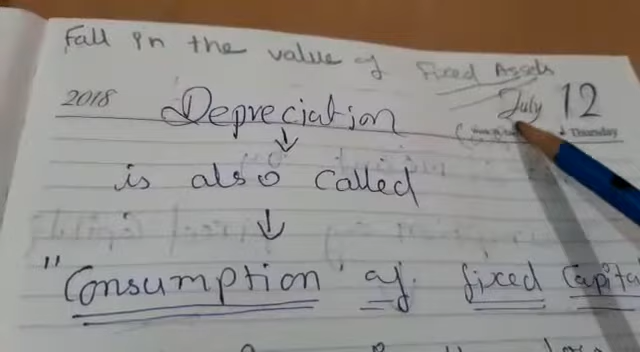 Fall in the value of Fixed Assets
2018 Depreciation July 12
Thursday
is also called
"Consumption of fixed Capita